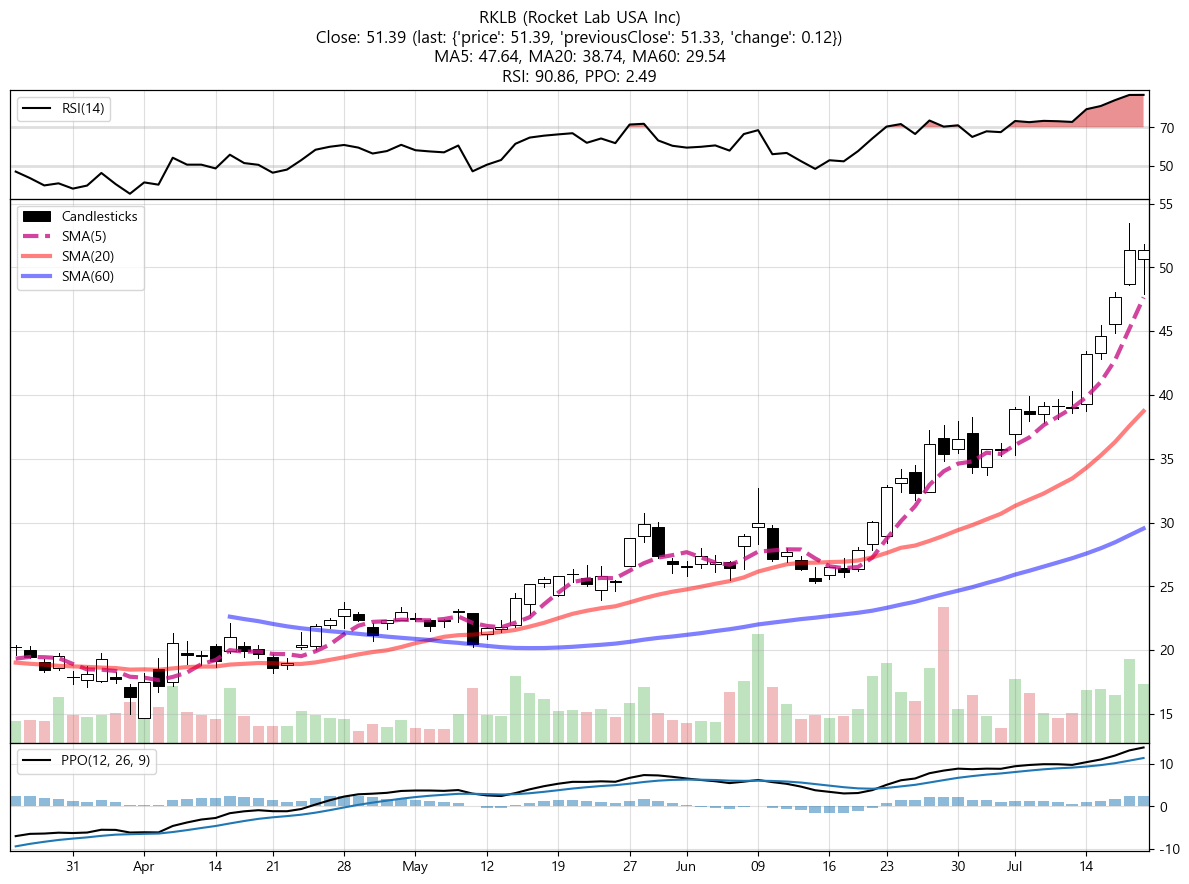 RKLB (Rocket Lab USA Inc)
Close: 51.39 (last: {'price': 51.39, 'previousClose': 51.33, 'change': 0.12})
MA5: 47.64, MA20: 38.74, MA60: 29.54
RSI: 90.86, PPO: 2.49
RSI(14)
70
50
Candlesticks
SMA(5)
SMA(20)
SMA(60)
55
50
45
40
35
30
25
20
15
PPO(12, 26, 9)
10
0
-10
31 Apr 14 21 28 May 12 19 27 Jun 09 16 23 30 Jul 14